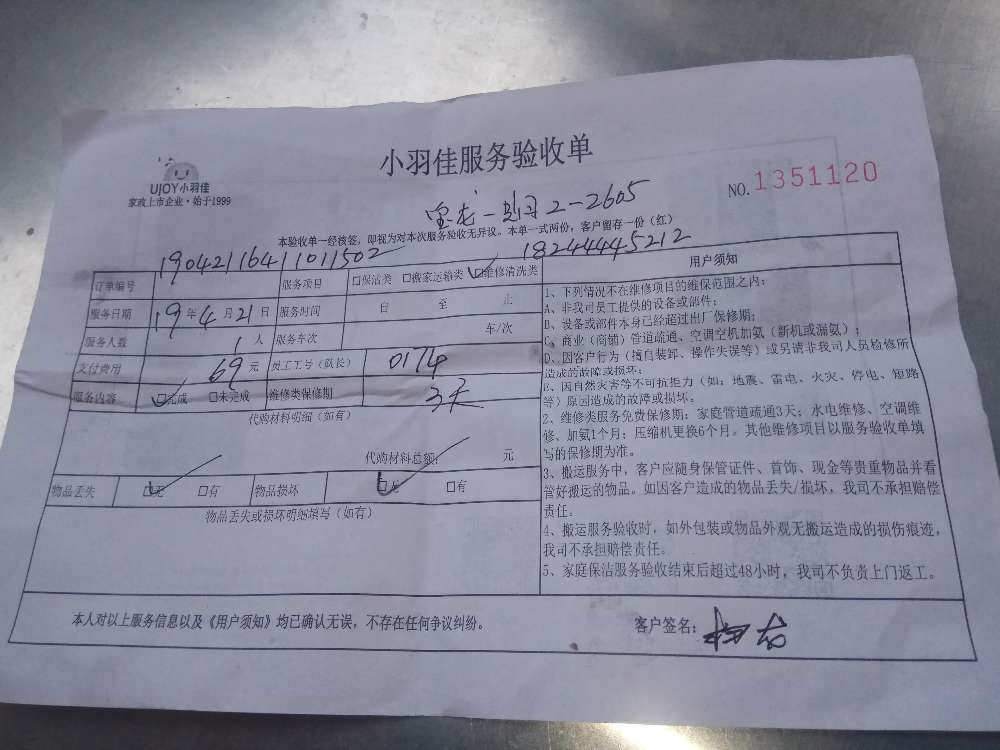 小羽佳服务验收单
UJOY小羽佳
家政上市企业·始于1999
NO.1351120
宝龙一期 2-2605
本验收单一经核签，即视为对本次服务验收无异议。本单一式两份，客户留存一份（红）
18244445212
订单编号 19042116411011502 服务项目 □保洁类 □搬家运输类 ☑维修清洗类
服务日期 19年4月21日 服务时间 自 至 止
服务人数 1人 服务车次 车/次
支付费用 69元 员工工号（队长） 0174
服务内容 ☑完成 □未完成 维修类保修期 3天
代购材料明细（如有）
代购材料总额： 元
物品丢失 ☑无 □有 物品损坏 ☑无 □有
物品丢失或损坏明细填写（如有）
用户须知
1、下列情况不在维修项目的维保范围之内：
A、非我司员工提供的设备或部件；
B、设备或部件本身已经超过出厂保修期；
C、商业（商铺）管道疏通、空调空机加氨（新机或漏氨）；
D、因客户行为（擅自装卸、操作失误等）或另请非我司人员检修所
造成的故障或损坏；
E、因自然灾害等不可抗拒力（如：地震、雷电、火灾、停电、短路
等）原因造成的故障或损坏。
2、维修类服务免费保修期：家庭管道疏通3天；水电维修、空调维
修、加氨1个月；压缩机更换6个月。其他维修项目以服务验收单填
写的保修期为准。
3、搬运服务中，客户应随身保管证件、首饰、现金等贵重物品并看
管好搬运的物品。如因客户造成的物品丢失/损坏，我司不承担赔偿
责任。
4、搬运服务验收时，如外包装或物品外观无搬运造成的损伤痕迹，
我司不承担赔偿责任。
5、家庭保洁服务验收结束后超过48小时，我司不负责上门返工。
本人对以上服务信息以及《用户须知》均已确认无误，不存在任何争议纠纷。
客户签名：